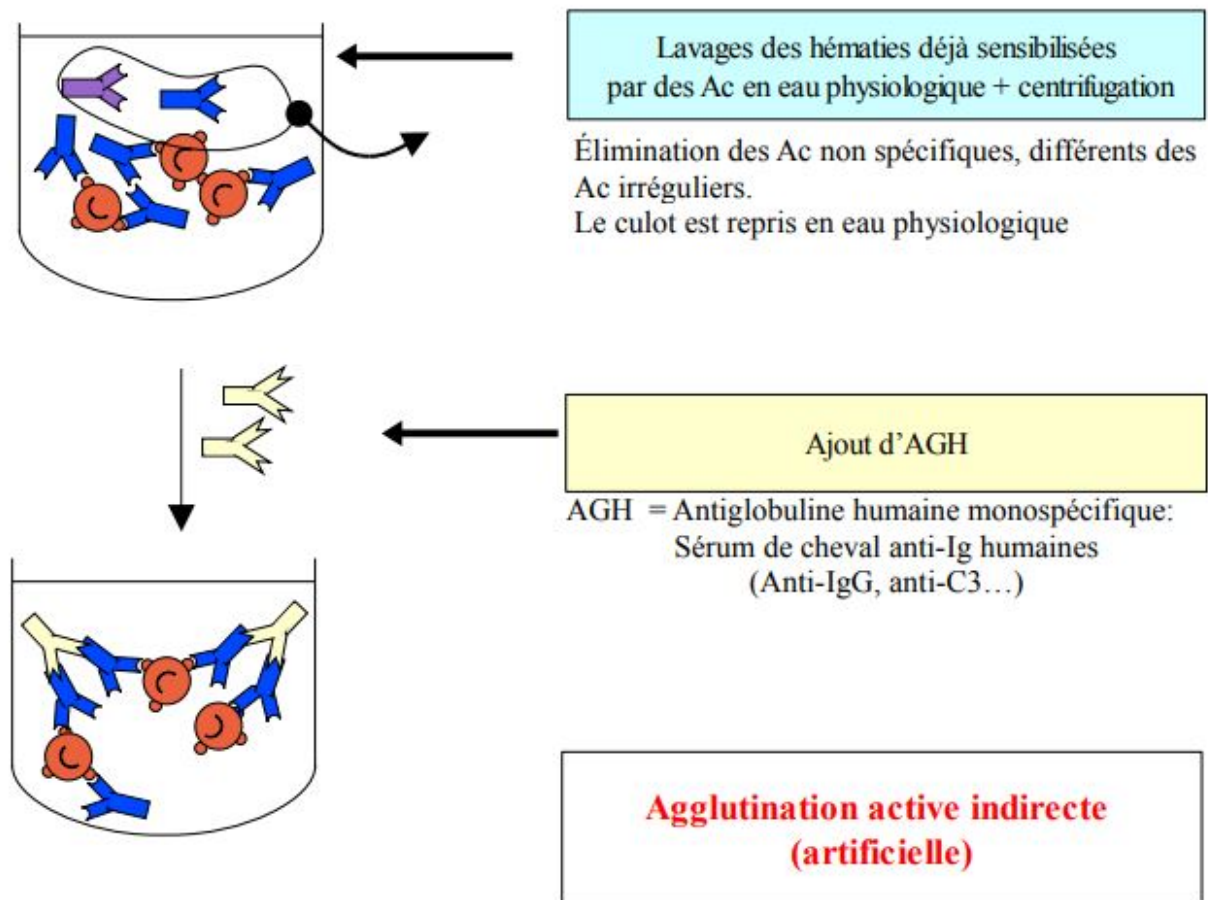 Lavages des hématies déjà sensibilisées
par des Ac en eau physiologique + centrifugation
Élimination des Ac non spécifiques, différents des
Ac irréguliers.
Le culot est repris en eau physiologique
Ajout d’AGH
AGH = Antiglobuline humaine monospécifique:
Sérum de cheval anti-Ig humaines
(Anti-IgG, anti-C3…)
Agglutination active indirecte
(artificielle)